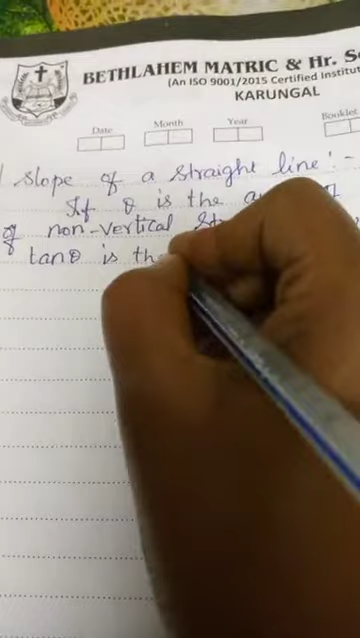 BETHLAHEM MATRIC & Hr. S
(An ISO 9001/2015 Certified Institut
KARUNGAL
Date Month Year Booklet
slope of a straight line :-
If θ is the
of non-vertical St
tanθ is th